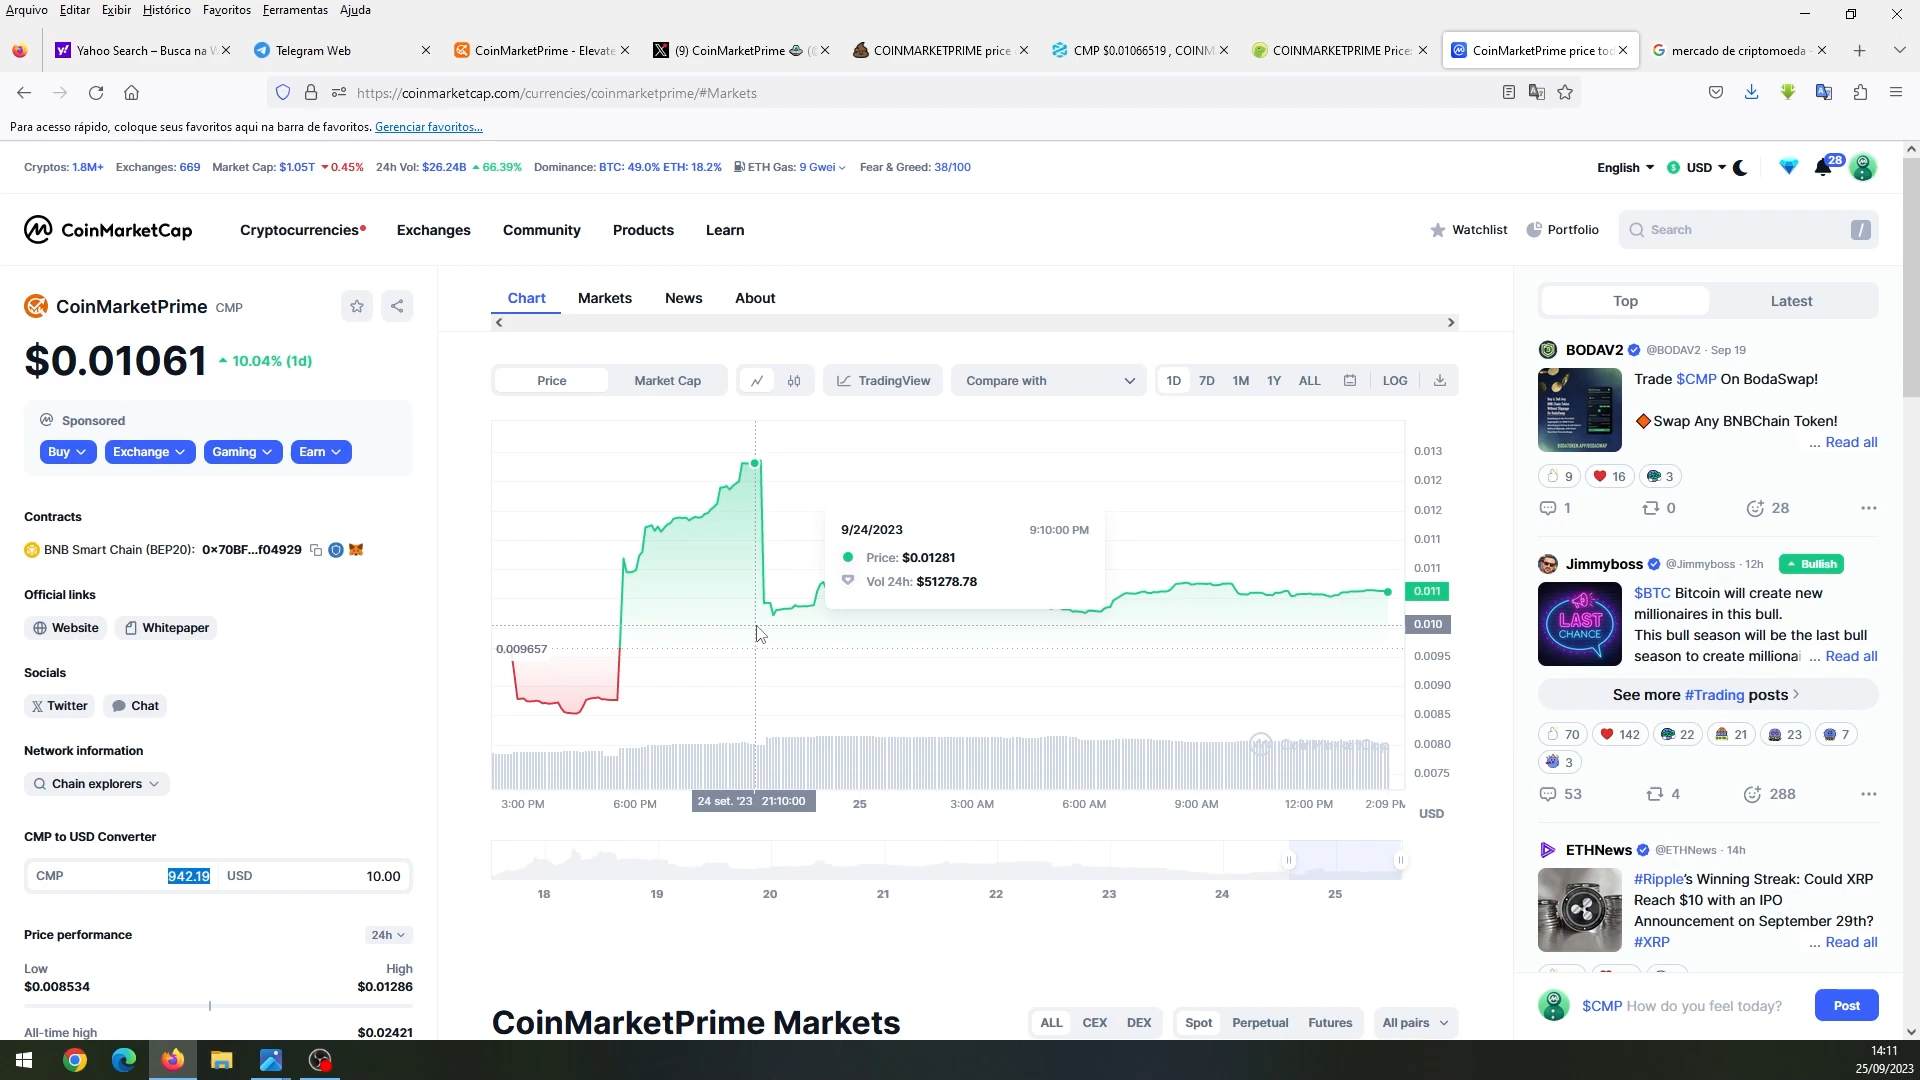 Arquivo Editar Exibir Histórico Favoritos Ferramentas Ajuda
Yahoo Search – Busca na W
Telegram Web
CoinMarketPrime - Elevate
(9) CoinMarketPrime
COINMARKETPRIME price
CMP $0.01066519 , COINM
COINMARKETPRIME Price:
CoinMarketPrime price tod
mercado de criptomoeda -
https://coinmarketcap.com/currencies/coinmarketprime/#Markets
Para acesso rápido, coloque seus favoritos aqui na barra de favoritos. Gerenciar favoritos...
Cryptos: 1.8M+ Exchanges: 669 Market Cap: $1.05T 0.45% 24h Vol: $26.24B 66.39% Dominance: BTC: 49.0% ETH: 18.2% ETH Gas: 9 Gwei Fear & Greed: 38/100
English USD 28
CoinMarketCap
Cryptocurrencies Exchanges Community Products Learn
Watchlist Portfolio Search /
CoinMarketPrime CMP
$0.01061 10.04% (1d)
Sponsored
Buy Exchange Gaming Earn
Contracts
BNB Smart Chain (BEP20): 0x70BF...f04929
Official links
Website Whitepaper
Socials
Twitter Chat
Network information
Chain explorers
CMP to USD Converter
CMP 942.19 USD 10.00
Price performance 24h
Low High
$0.008534 $0.01286
All-time high $0.02421
Chart Markets News About
Price Market Cap TradingView Compare with 1D 7D 1M 1Y ALL LOG
0.013
0.012
0.012
0.011
0.011
0.011
0.010
0.0095
0.0090
0.0085
0.0080
0.0075
0.009657
9/24/2023 9:10:00 PM
Price: $0.01281
Vol 24h: $51278.78
CoinMarketCap
3:00 PM 6:00 PM 24 set. '23 21:10:00 25 3:00 AM 6:00 AM 9:00 AM 12:00 PM 2:09 PM
USD
18 19 20 21 22 23 24 25
CoinMarketPrime Markets
ALL CEX DEX Spot Perpetual Futures All pairs
Top Latest
BODAV2 @BODAV2 · Sep 19
Trade $CMP On BodaSwap!
Swap Any BNBChain Token!
... Read all
9 16 3
1 0 28
Jimmyboss @Jimmyboss · 12h Bullish
LAST
CHANCE
$BTC Bitcoin will create new
millionaires in this bull.
This bull season will be the last bull
season to create millionai ... Read all
See more #Trading posts
70 142 22 21 23 7
3
53 4 288
ETHNews @ETHNews · 14h
#Ripple's Winning Streak: Could XRP
Reach $10 with an IPO
Announcement on September 29th?
#XRP ... Read all
$CMP How do you feel today? Post
14:11
25/09/2023